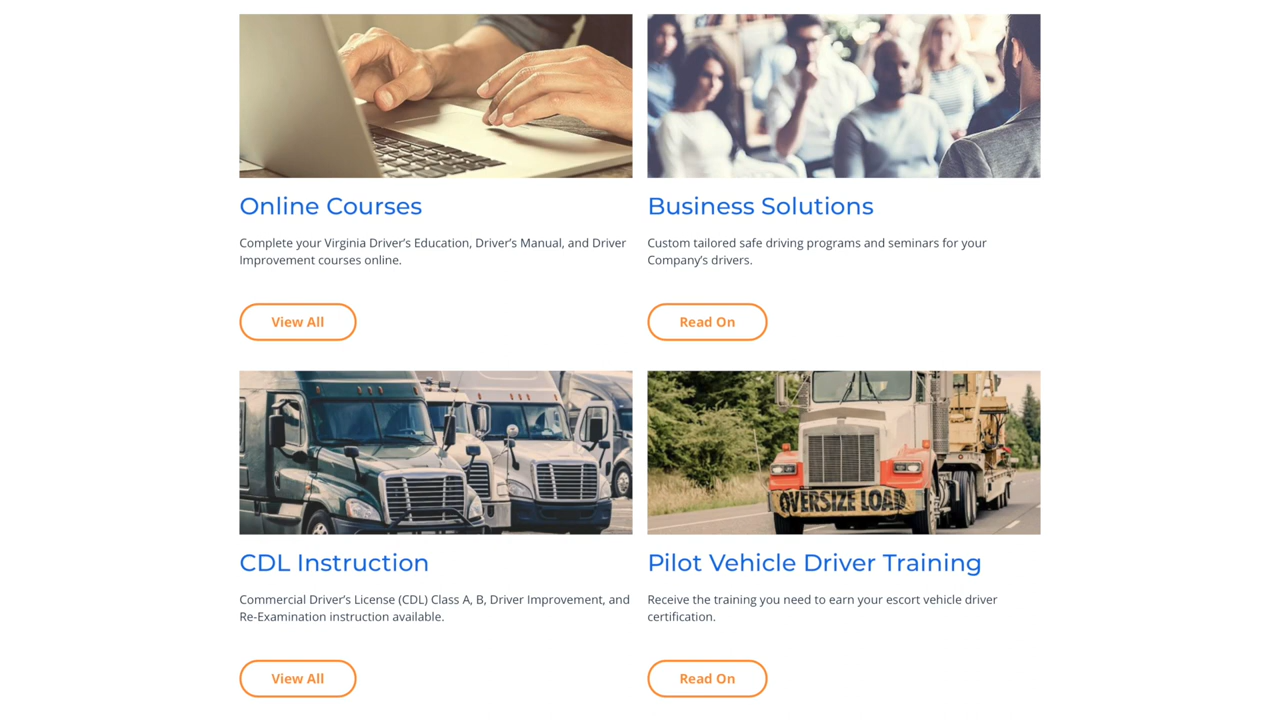 Online Courses
Complete your Virginia Driver’s Education, Driver’s Manual, and Driver
Improvement courses online.
View All
Business Solutions
Custom tailored safe driving programs and seminars for your
Company’s drivers.
Read On
OVERSIZE LOAD
CDL Instruction
Commercial Driver’s License (CDL) Class A, B, Driver Improvement, and
Re-Examination instruction available.
View All
Pilot Vehicle Driver Training
Receive the training you need to earn your escort vehicle driver
certification.
Read On